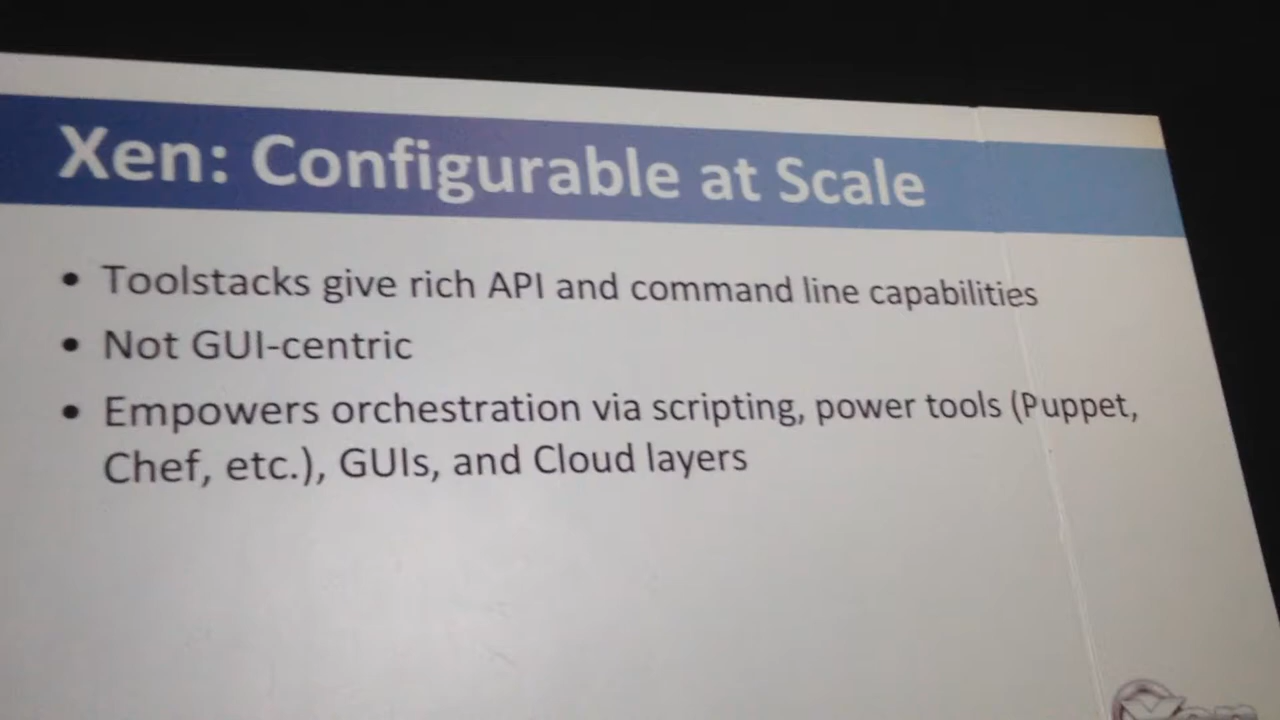 Xen: Configurable at Scale
• Toolstacks give rich API and command line capabilities
• Not GUI-centric
• Empowers orchestration via scripting, power tools (Puppet,
Chef, etc.), GUIs, and Cloud layers